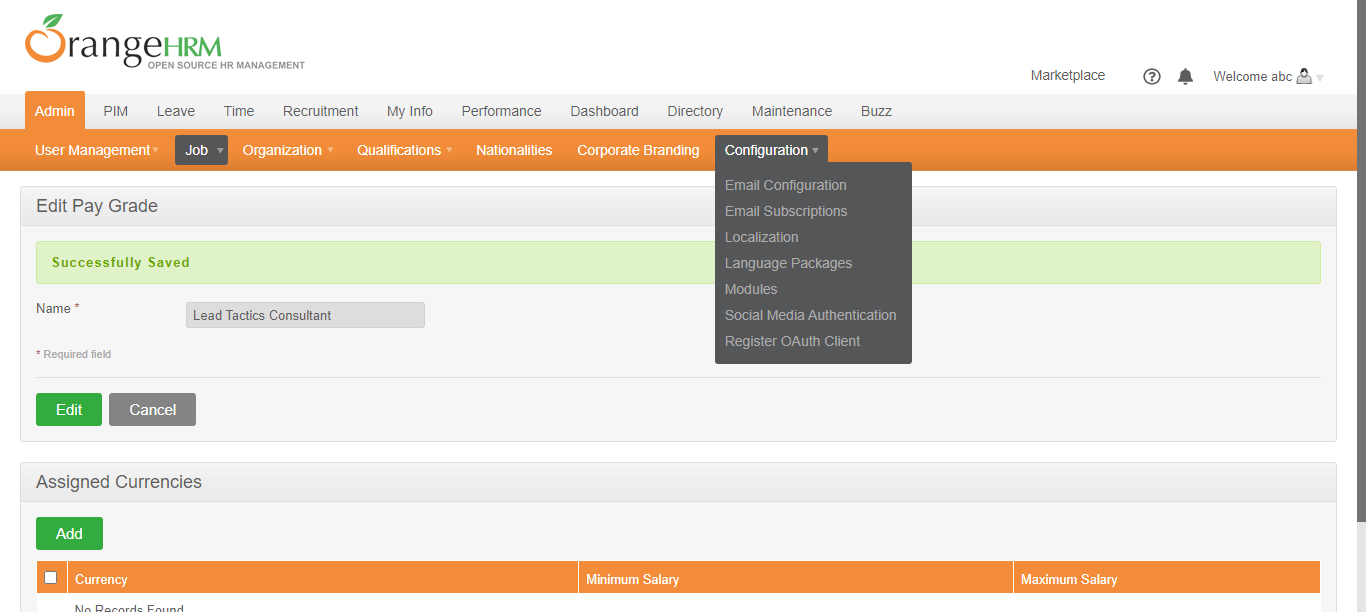 OrangeHRM
OPEN SOURCE HR MANAGEMENT
Marketplace
?
Welcome abc
Admin PIM Leave Time Recruitment My Info Performance Dashboard Directory Maintenance Buzz
User Management Job Organization Qualifications Nationalities Corporate Branding Configuration
Email Configuration
Email Subscriptions
Localization
Language Packages
Modules
Social Media Authentication
Register OAuth Client
Edit Pay Grade
Successfully Saved
Name * Lead Tactics Consultant
* Required field
Edit Cancel
Assigned Currencies
Add
Currency Minimum Salary Maximum Salary
No Records Found